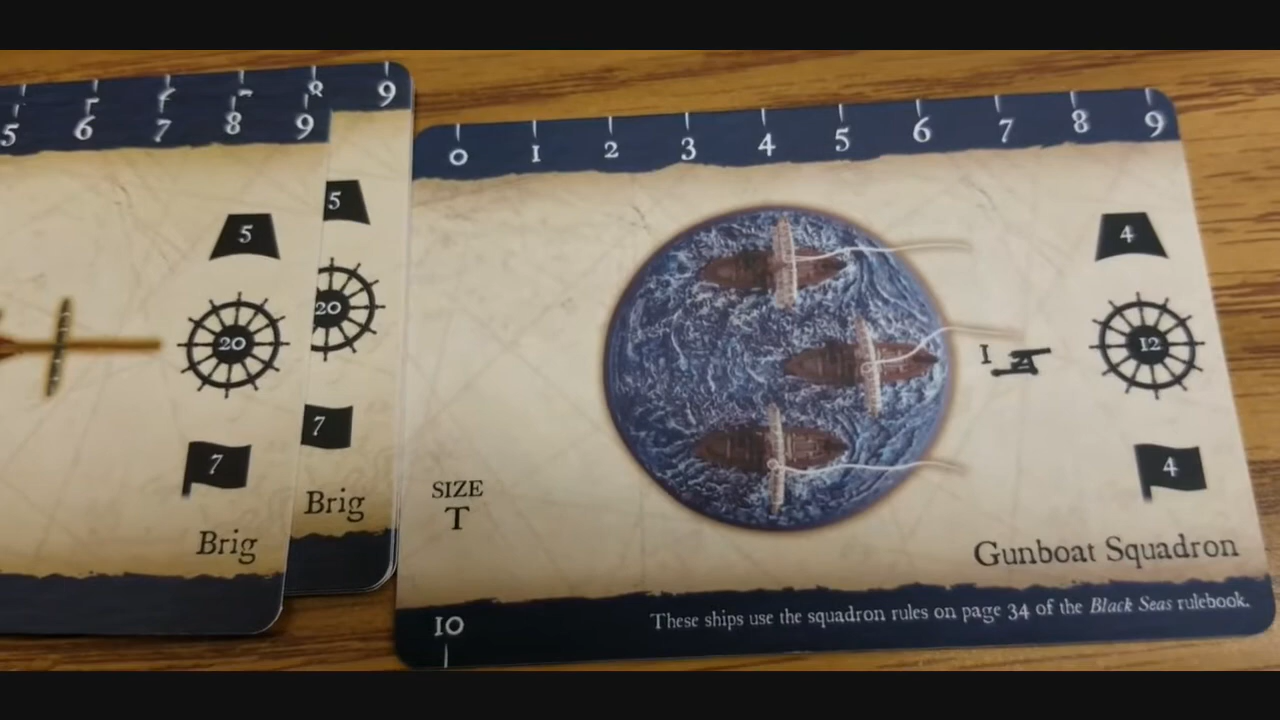 9
5 6 7 8 9
5
20
7
Brig
5
20
7
Brig
0 1 2 3 4 5 6 7 8 9
4
1
12
4
SIZE
T
Gunboat Squadron
10
These ships use the squadron rules on page 34 of the Black Seas rulebook.